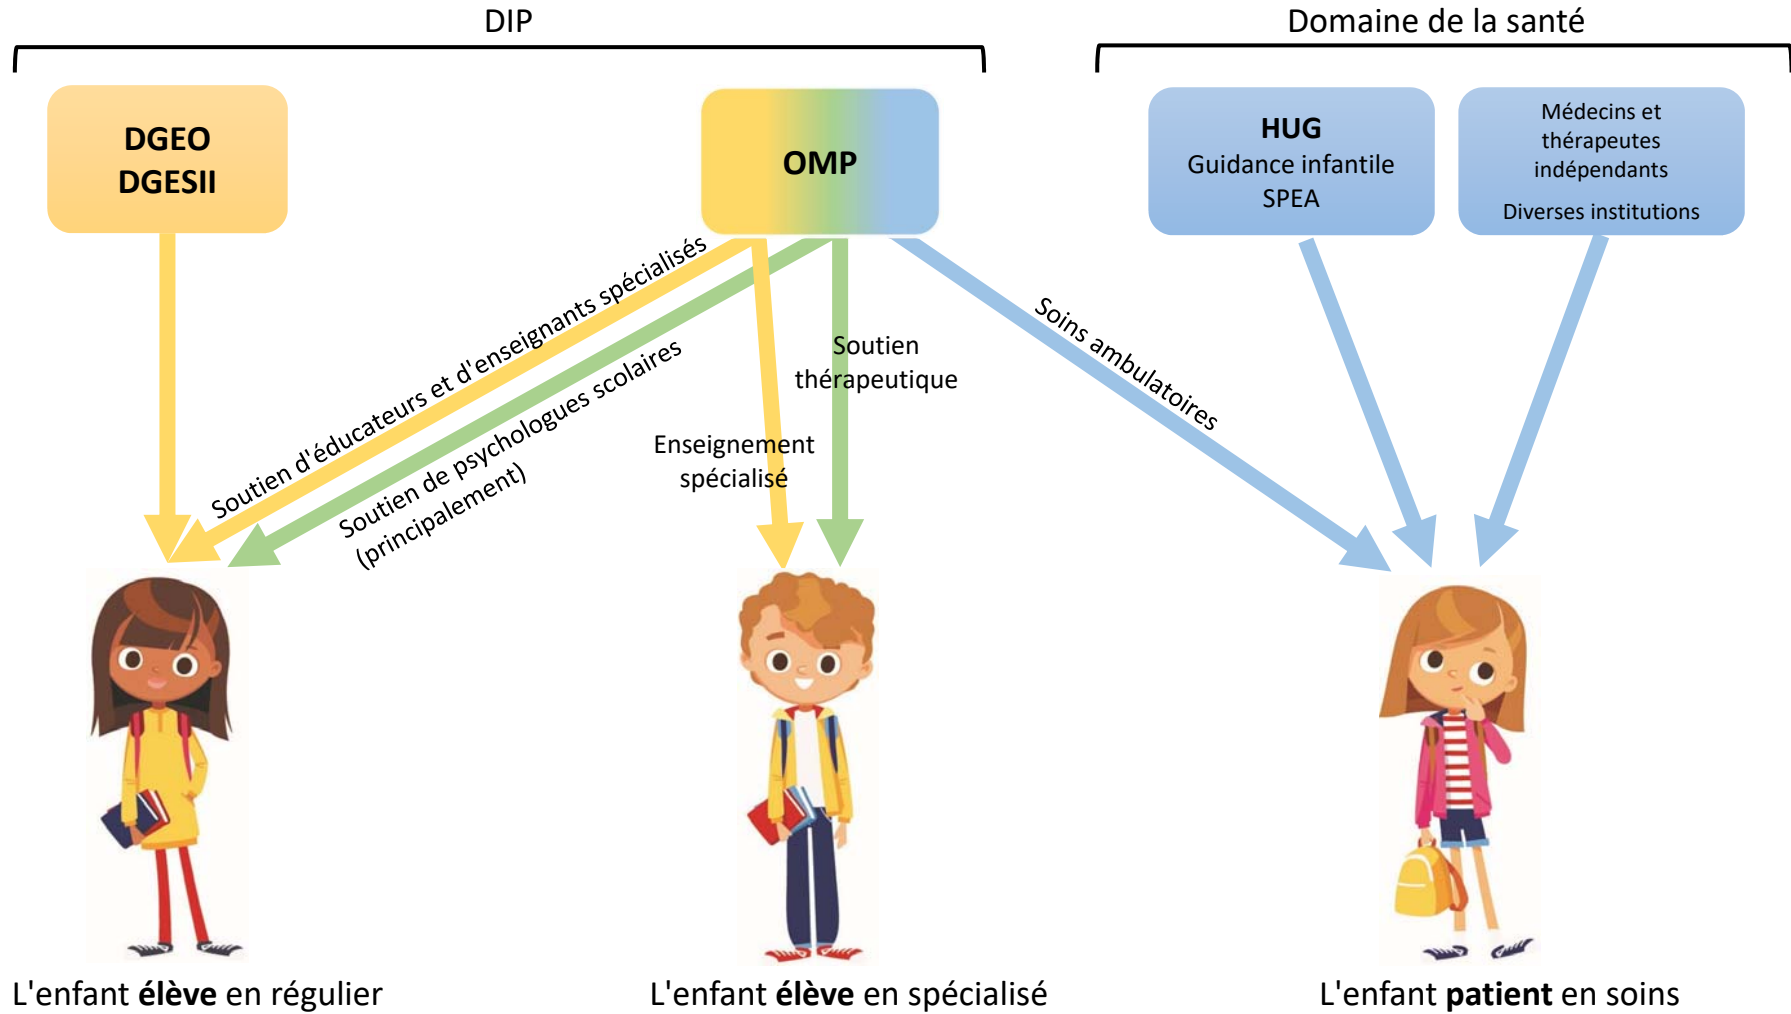 DIP
Domaine de la santé
DGEO
DGESII
OMP
HUG
Guidance infantile
SPEA
Médecins et
thérapeutes
indépendants
Diverses institutions
Soutien d'éducateurs et d'enseignants spécialisés
Soutien de psychologues scolaires
(principalement)
Enseignement
spécialisé
Soutien
thérapeutique
Soins ambulatoires
L'enfant élève en régulier
L'enfant élève en spécialisé
L'enfant patient en soins